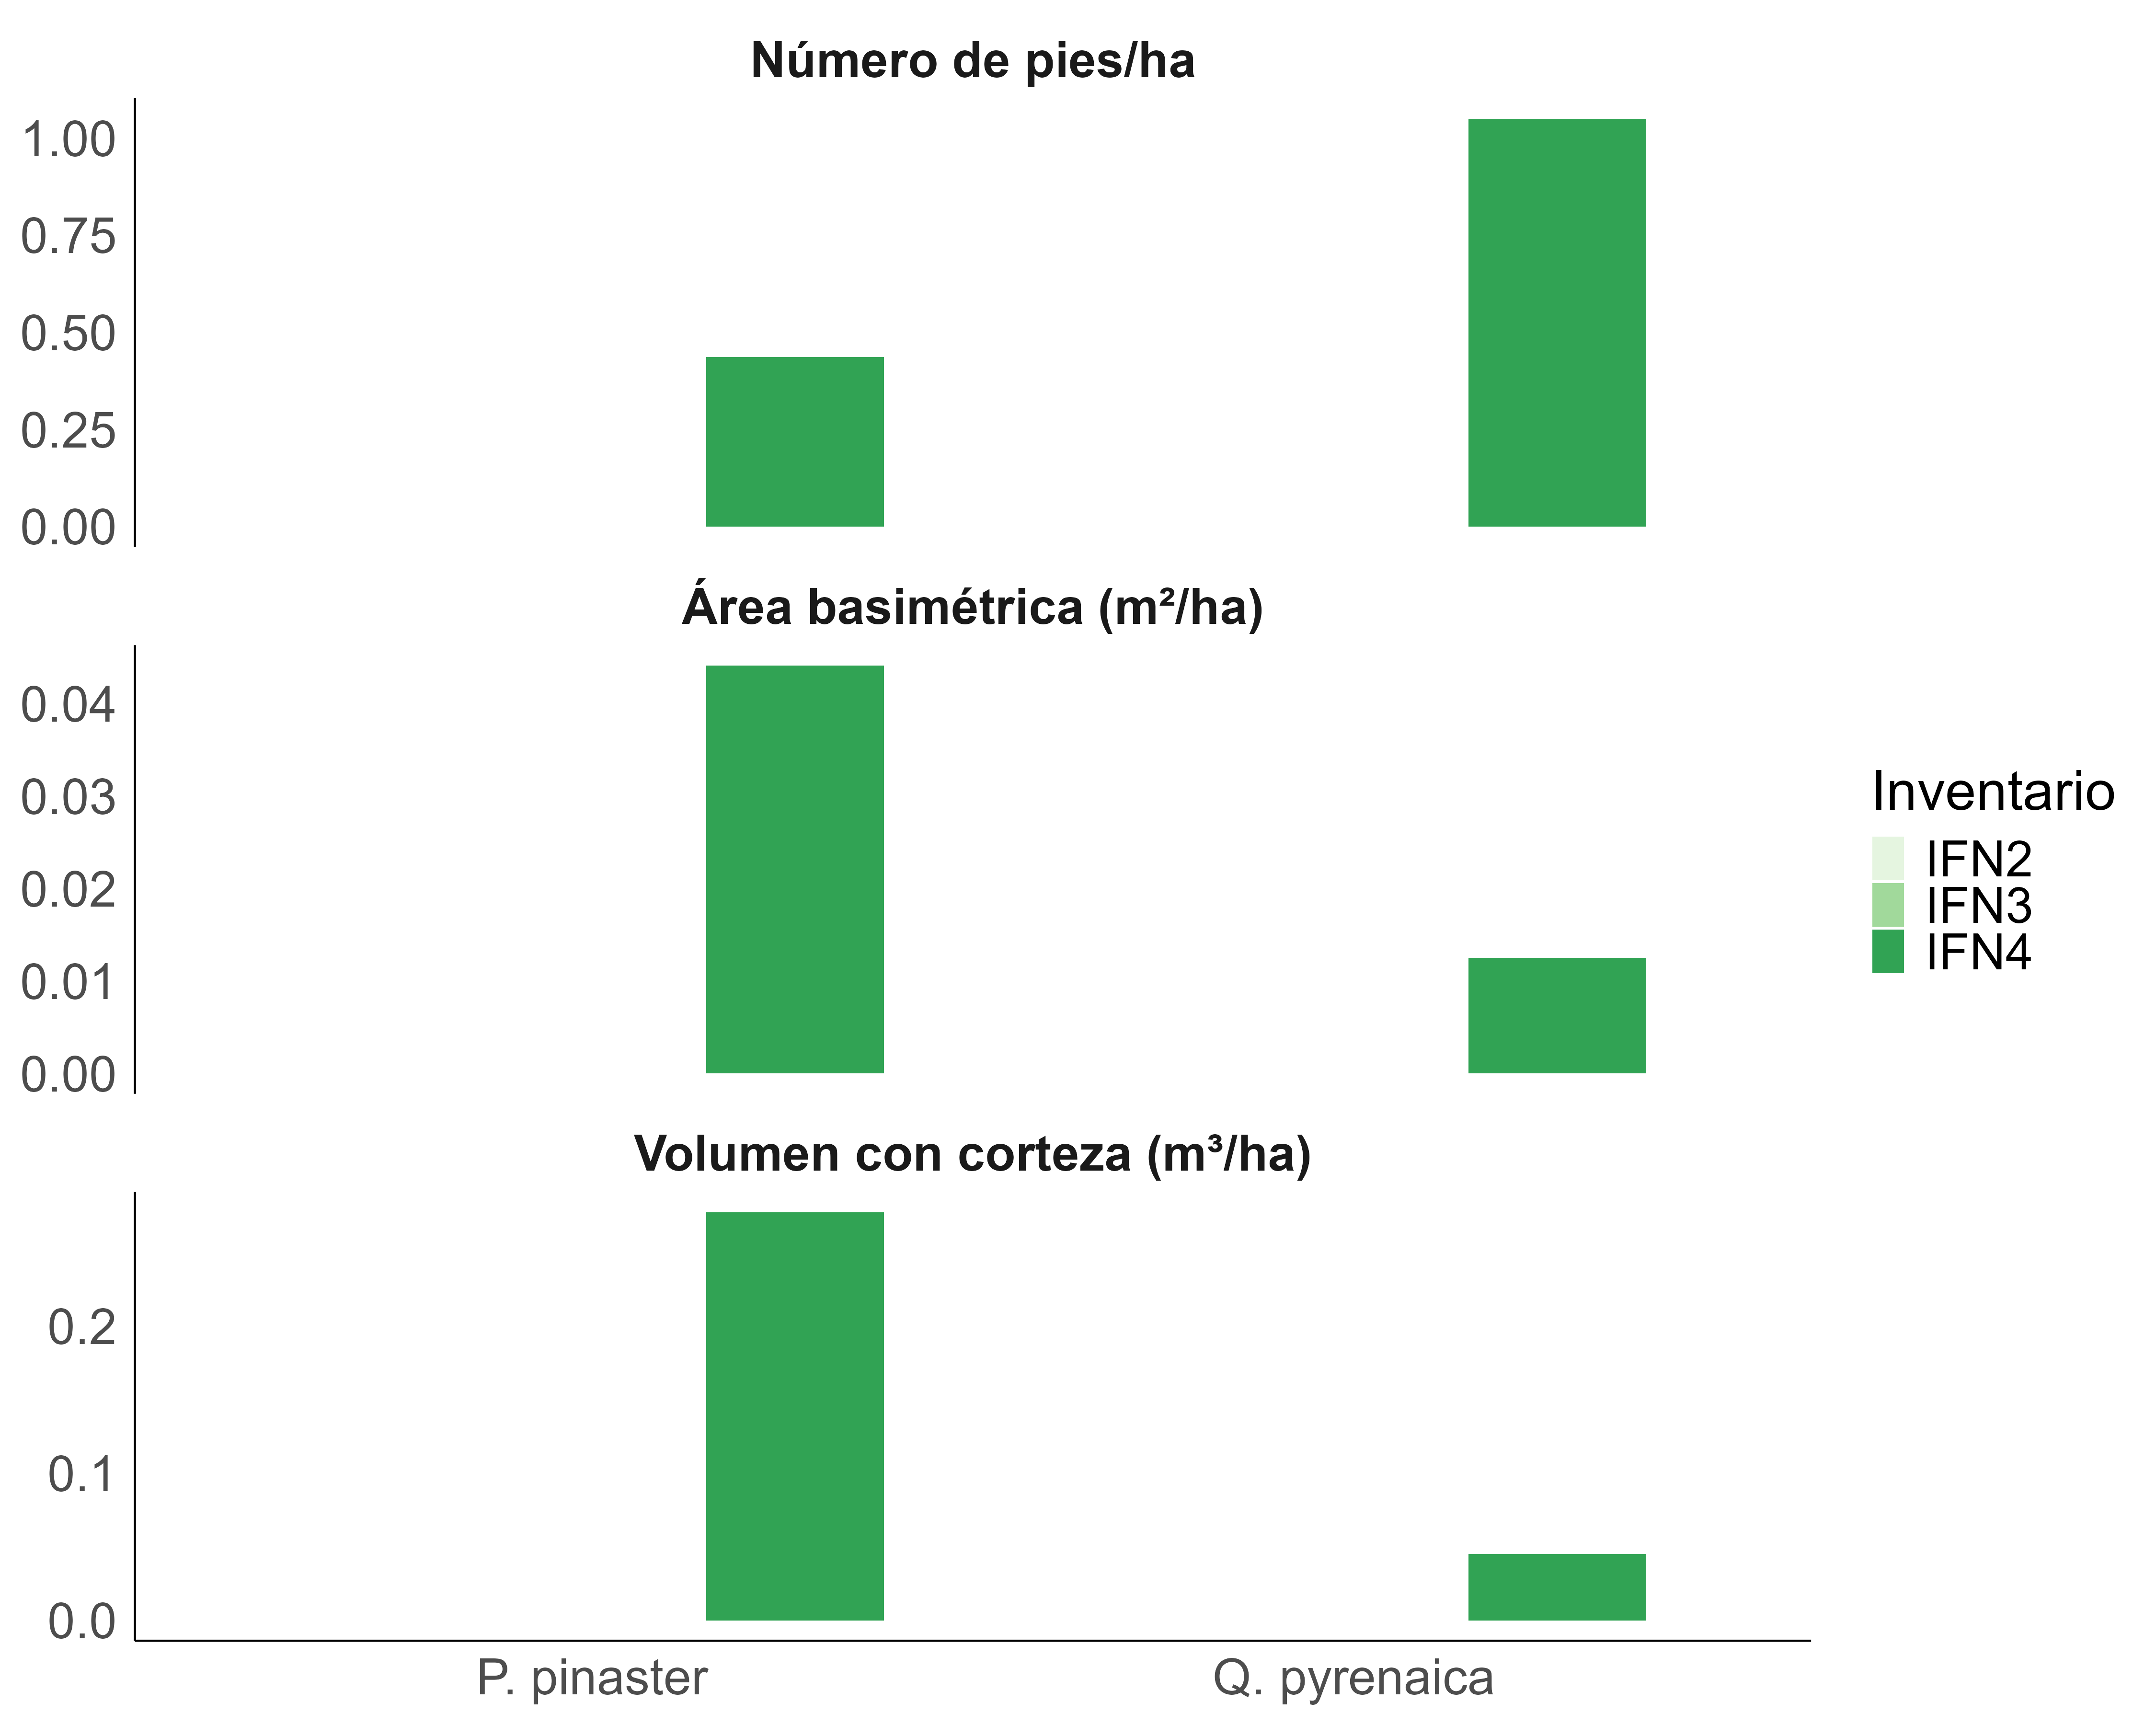 Número de pies/ha
1.00
0.75
0.50
0.25
0.00
Área basimétrica (m²/ha)
0.04
0.03
0.02
0.01
0.00
Volumen con corteza (m³/ha)
0.2
0.1
0.0
P. pinaster
Q. pyrenaica
Inventario
IFN2
IFN3
IFN4